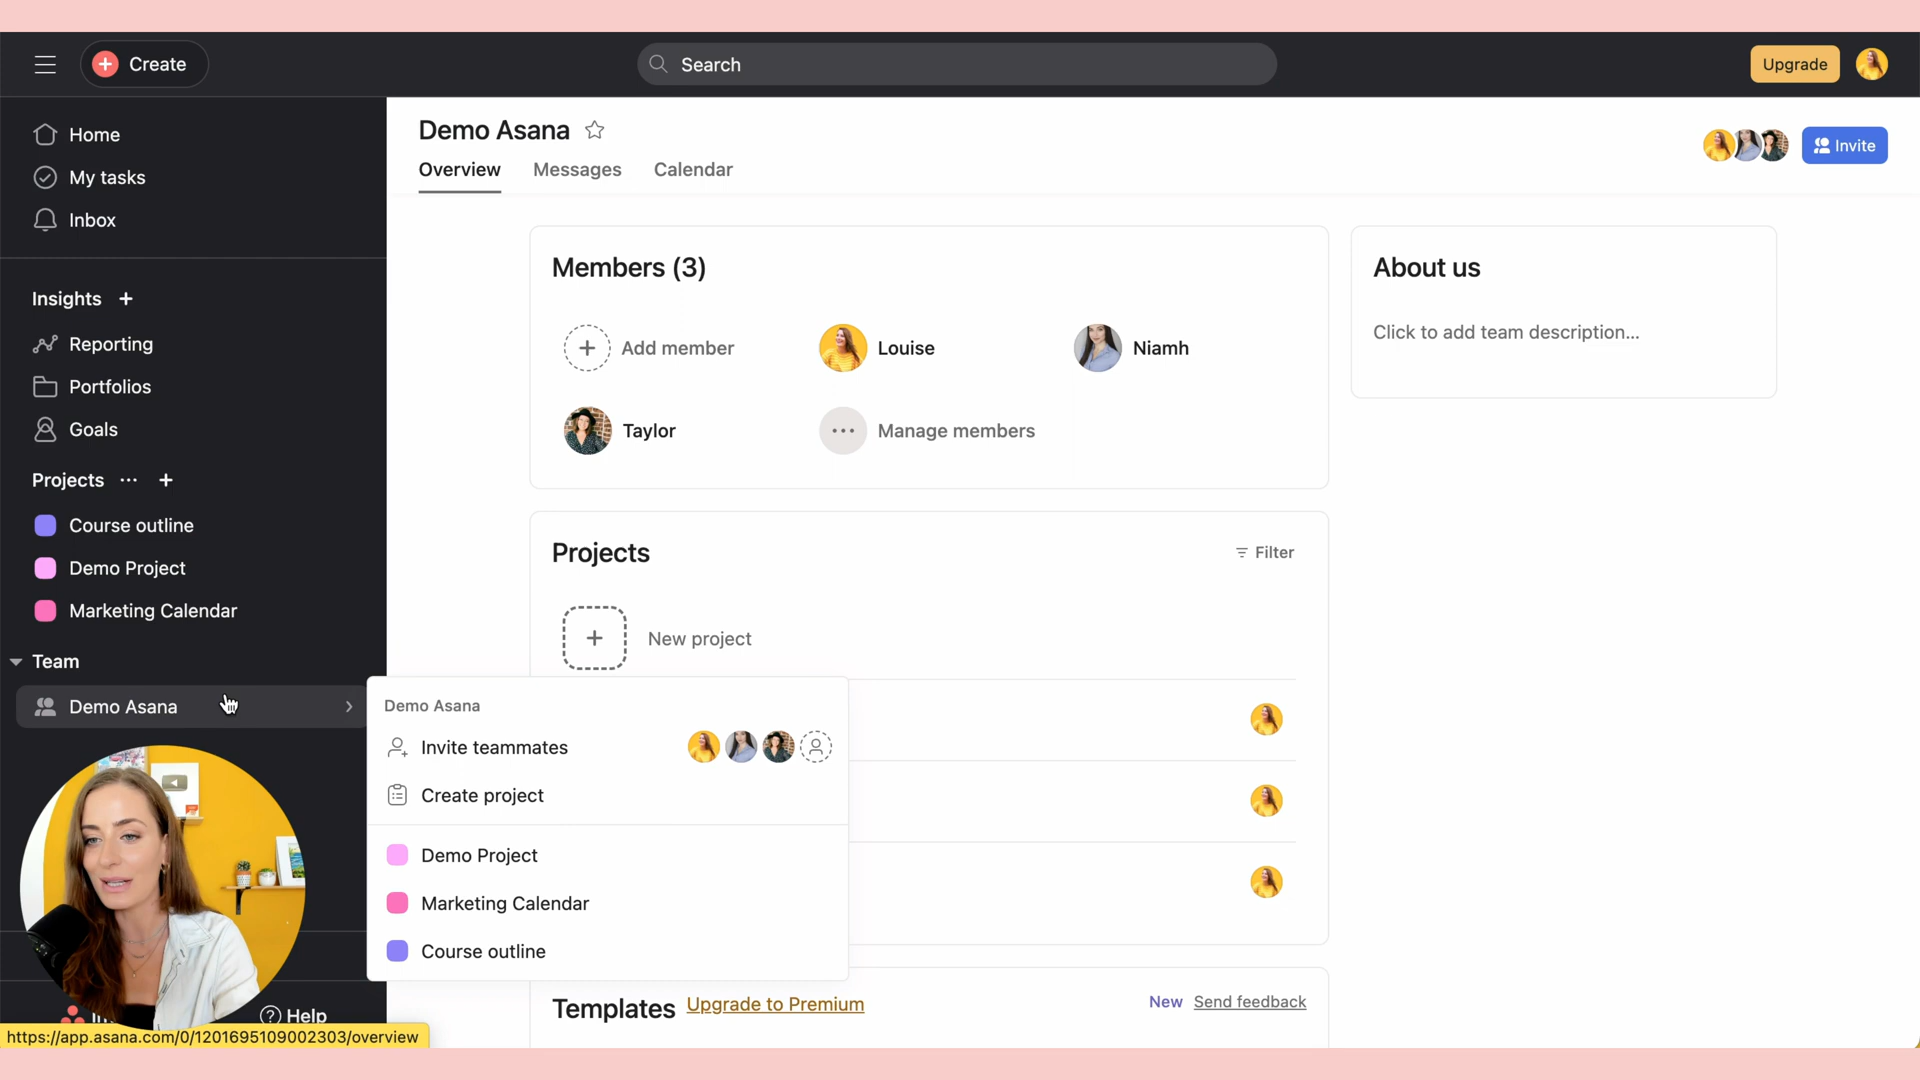 Create
Search
Upgrade
Home
My tasks
Inbox
Insights +
Reporting
Portfolios
Goals
Projects ... +
Course outline
Demo Project
Marketing Calendar
Team
Demo Asana
Demo Asana
Overview
Messages
Calendar
Invite
Members (3)
Add member
Louise
Niamh
Taylor
Manage members
About us
Click to add team description...
Projects
Filter
New project
Demo Asana
Invite teammates
Create project
Demo Project
Marketing Calendar
Course outline
Templates Upgrade to Premium
New Send feedback
Help
https://app.asana.com/0/1201695109002303/overview